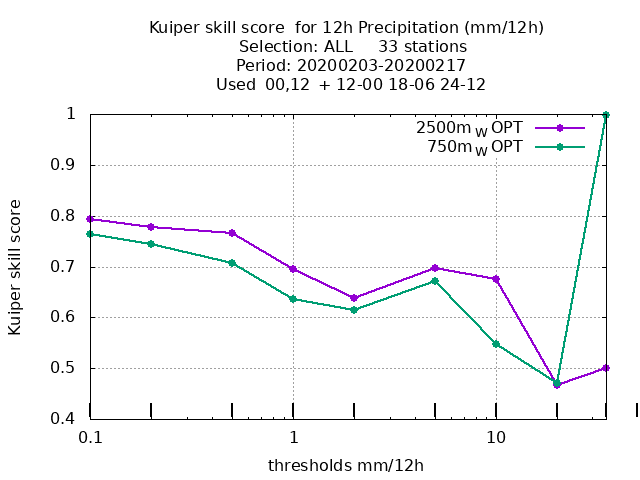 Kuiper skill score  for 12h Precipitation (mm/12h)
Selection: ALL     33 stations
Period: 20200203-20200217
Used  00,12  + 12-00 18-06 24-12
2500m W OPT
750m W OPT
Kuiper skill score
1
0.9
0.8
0.7
0.6
0.5
0.4
0.1 1 10
thresholds mm/12h